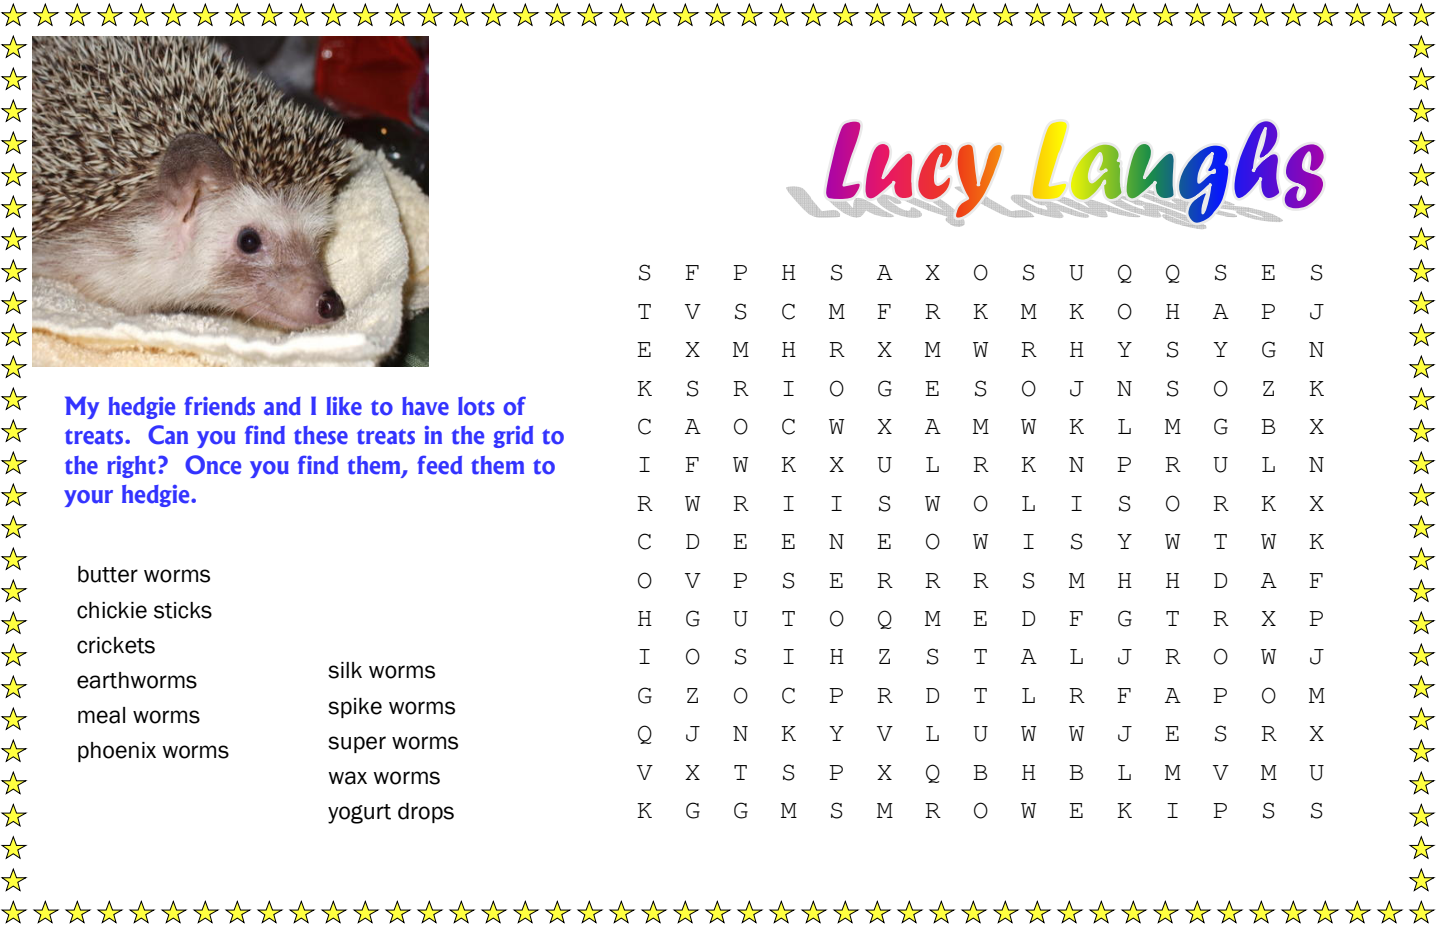 Lucy Laughs
S F P H S A X O S U Q Q S E S
T V S C M F R K M K O H A P J
E X M H R X M W R H Y S Y G N
K S R I O G E S O J N S O Z K
C A O C W X A M W K L M G B X
I F W K X U L R K N P R U L N
R W R I I S W O L I S O R K X
C D E E N E O W I S Y W T W K
O V P S E R R R S M H H D A F
H G U T O Q M E D F G T R X P
I O S I H Z S T A L J R O W J
G Z O C P R D T L R F A P O M
Q J N K Y V L U W W J E S R X
V X T S P X Q B H B L M V M U
K G G M S M R O W E K I P S S
My hedgie friends and I like to have lots of
treats. Can you find these treats in the grid to
the right? Once you find them, feed them to
your hedgie.
butter worms
chickie sticks
crickets
earthworms
meal worms
phoenix worms
silk worms
spike worms
super worms
wax worms
yogurt drops